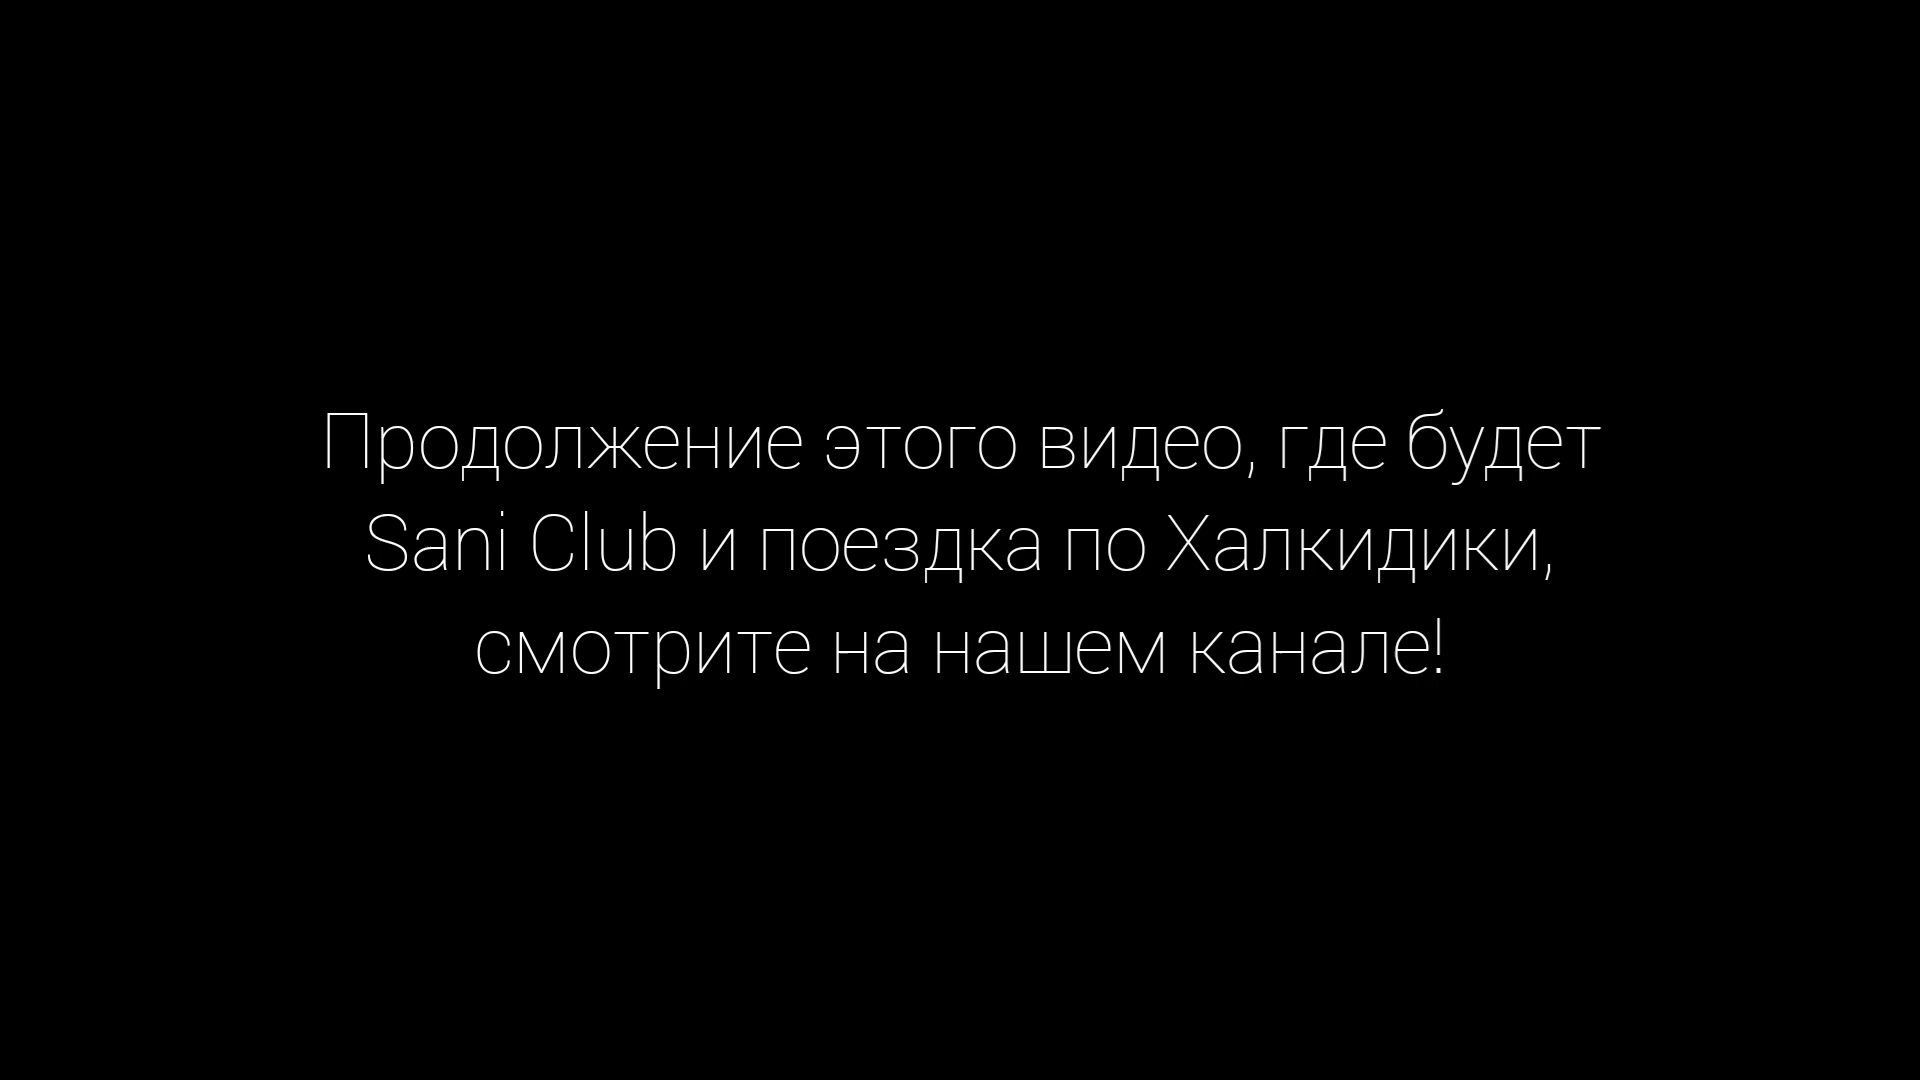 Продолжение этого видео, где будет
Sani Club и поездка по Халкидики,
смотрите на нашем канале!